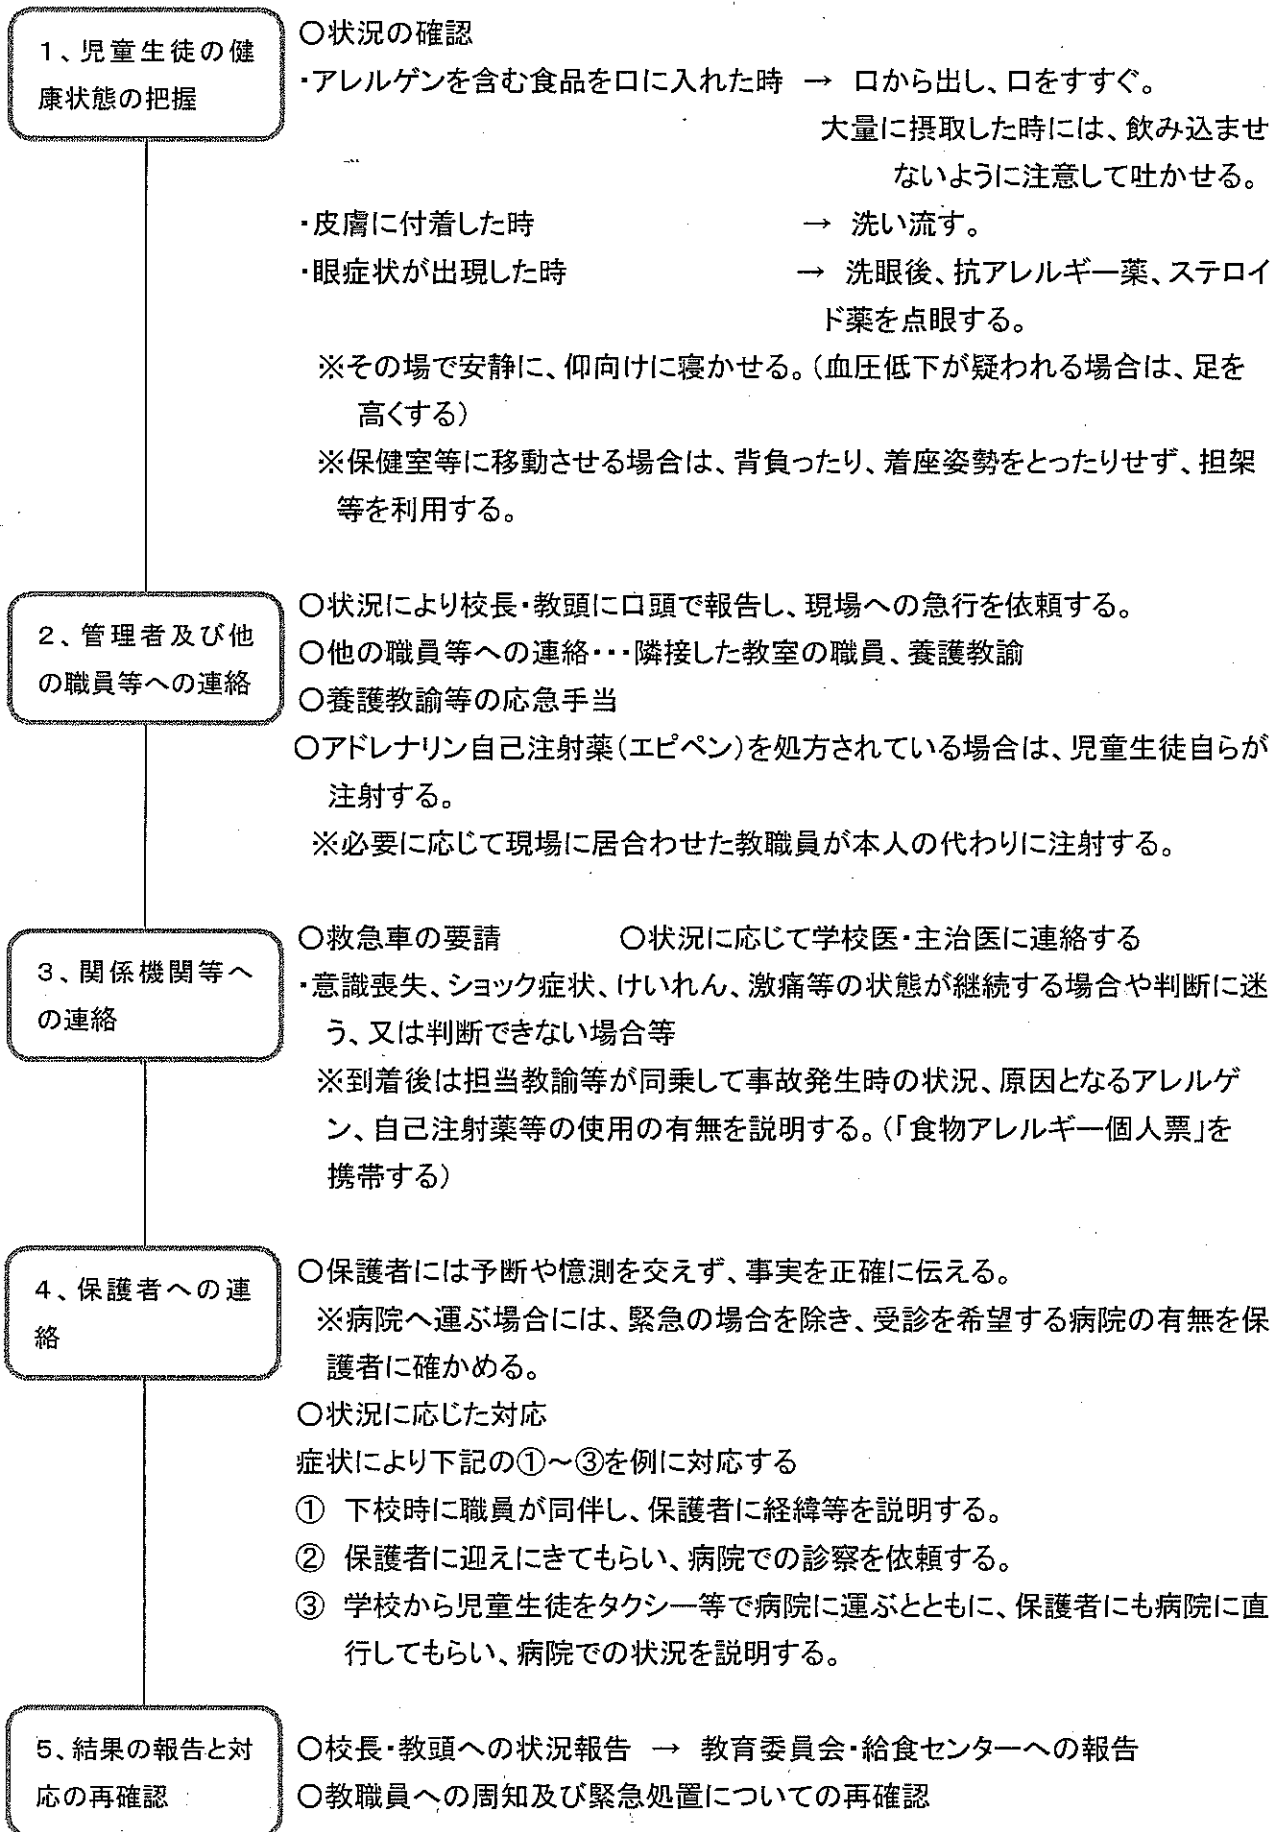 1、児童生徒の健
康状態の把握
○状況の確認
・アレルゲンを含む食品を口に入れた時 → 口から出し、口をすすぐ。
大量に摂取した時には、飲み込ませ
ないように注意して吐かせる。
・皮膚に付着した時 → 洗い流す。
・眼症状が出現した時 → 洗眼後、抗アレルギー薬、ステロイ
ド薬を点眼する。
※その場で安静に、仰向けに寝かせる。(血圧低下が疑われる場合は、足を
高くする)
※保健室等に移動させる場合は、背負ったり、着座姿勢をとったりせず、担架
等を利用する。
2、管理者及び他
の職員等への連絡
○状況により校長・教頭に口頭で報告し、現場への急行を依頼する。
○他の職員等への連絡・・・隣接した教室の職員、養護教諭
○養護教諭等の応急手当
○アドレナリン自己注射薬(エピペン)を処方されている場合は、児童生徒自らが
注射する。
※必要に応じて現場に居合わせた教職員が本人の代わりに注射する。
3、関係機関等へ
の連絡
○救急車の要請 ○状況に応じて学校医・主治医に連絡する
・意識喪失、ショック症状、けいれん、激痛等の状態が継続する場合や判断に迷
う、又は判断できない場合等
※到着後は担当教諭等が同乗して事故発生時の状況、原因となるアレルゲ
ン、自己注射薬等の使用の有無を説明する。(「食物アレルギー個人票」を
携帯する)
4、保護者への連
絡
○保護者には予断や憶測を交えず、事実を正確に伝える。
※病院へ運ぶ場合には、緊急の場合を除き、受診を希望する病院の有無を保
護者に確かめる。
○状況に応じた対応
症状により下記の①~③を例に対応する
① 下校時に職員が同伴し、保護者に経緯等を説明する。
② 保護者に迎えにきてもらい、病院での診察を依頼する。
③ 学校から児童生徒をタクシー等で病院に運ぶとともに、保護者にも病院に直
行してもらい、病院での状況を説明する。
5、結果の報告と対
応の再確認
○校長・教頭への状況報告 → 教育委員会・給食センターへの報告
○教職員への周知及び緊急処置についての再確認